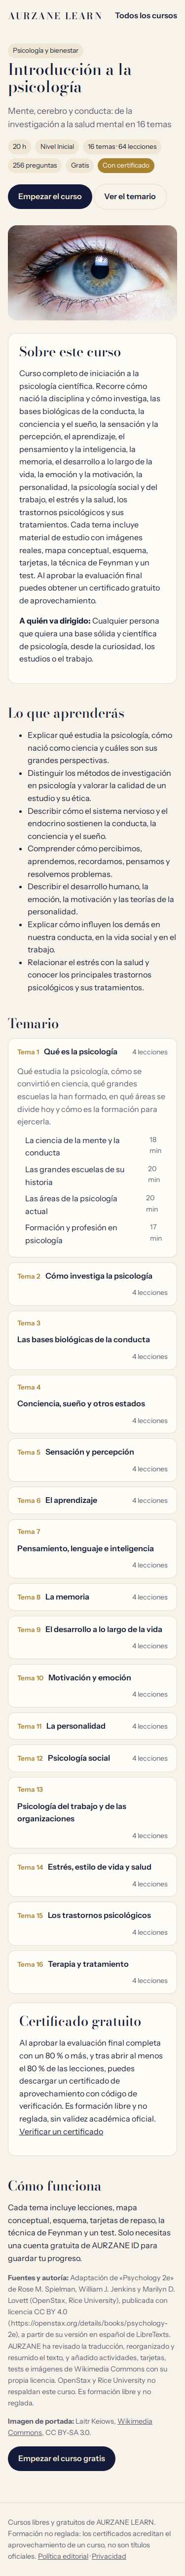 AURZANE LEARN Todos los cursos
Psicología y bienestar
Introducción a la
psicología
Mente, cerebro y conducta: de la
investigación a la salud mental en 16 temas
20 h Nivel Inicial 16 temas · 64 lecciones
256 preguntas Gratis Con certificado
Empezar el curso Ver el temario
Sobre este curso
Curso completo de iniciación a la
psicología científica. Recorre cómo
nació la disciplina y cómo investiga, las
bases biológicas de la conducta, la
conciencia y el sueño, la sensación y la
percepción, el aprendizaje, el
pensamiento y la inteligencia, la
memoria, el desarrollo a lo largo de la
vida, la emoción y la motivación, la
personalidad, la psicología social y del
trabajo, el estrés y la salud, los
trastornos psicológicos y sus
tratamientos. Cada tema incluye
material de estudio con imágenes
reales, mapa conceptual, esquema,
tarjetas, la técnica de Feynman y un
test. Al aprobar la evaluación final
puedes obtener un certificado gratuito
de aprovechamiento.
A quién va dirigido: Cualquier persona
que quiera una base sólida y científica
de psicología, desde la curiosidad, los
estudios o el trabajo.
Lo que aprenderás
• Explicar qué estudia la psicología, cómo
nació como ciencia y cuáles son sus
grandes perspectivas.
• Distinguir los métodos de investigación
en psicología y valorar la calidad de un
estudio y su ética.
• Describir cómo el sistema nervioso y el
endocrino sostienen la conducta, la
conciencia y el sueño.
• Comprender cómo percibimos,
aprendemos, recordamos, pensamos y
resolvemos problemas.
• Describir el desarrollo humano, la
emoción, la motivación y las teorías de la
personalidad.
• Explicar cómo influyen los demás en
nuestra conducta, en la vida social y en el
trabajo.
• Relacionar el estrés con la salud y
conocer los principales trastornos
psicológicos y sus tratamientos.
Temario
Tema 1 Qué es la psicología 4 lecciones
Qué estudia la psicología, cómo se
convirtió en ciencia, qué grandes
escuelas la han formado, en qué áreas se
divide hoy y cómo es la formación para
ejercerla.
La ciencia de la mente y la 18
conducta min
Las grandes escuelas de su 20
historia min
Las áreas de la psicología 20
actual min
Formación y profesión en 17
psicología min
Tema 2 Cómo investiga la psicología
4 lecciones
Tema 3
Las bases biológicas de la conducta
4 lecciones
Tema 4
Conciencia, sueño y otros estados
4 lecciones
Tema 5 Sensación y percepción
4 lecciones
Tema 6 El aprendizaje 4 lecciones
Tema 7
Pensamiento, lenguaje e inteligencia
4 lecciones
Tema 8 La memoria 4 lecciones
Tema 9 El desarrollo a lo largo de la vida
4 lecciones
Tema 10 Motivación y emoción
4 lecciones
Tema 11 La personalidad 4 lecciones
Tema 12 Psicología social 4 lecciones
Tema 13
Psicología del trabajo y de las
organizaciones
4 lecciones
Tema 14 Estrés, estilo de vida y salud
4 lecciones
Tema 15 Los trastornos psicológicos
4 lecciones
Tema 16 Terapia y tratamiento
4 lecciones
Certificado gratuito
Al aprobar la evaluación final completa
con un 80 % o más, tras abrir al menos
el 80 % de las lecciones, puedes
descargar un certificado de
aprovechamiento con código de
verificación. Es formación libre y no
reglada, sin validez académica oficial.
Verificar un certificado
Cómo funciona
Cada tema incluye lecciones, mapa
conceptual, esquema, tarjetas de repaso, la
técnica de Feynman y un test. Solo necesitas
una cuenta gratuita de AURZANE ID para
guardar tu progreso.
Fuentes y autoría: Adaptación de «Psychology 2e»
de Rose M. Spielman, William J. Jenkins y Marilyn D.
Lovett (OpenStax, Rice University), publicada con
licencia CC BY 4.0
(https://openstax.org/details/books/psychology-
2e), a partir de su versión en español de LibreTexts.
AURZANE ha revisado la traducción, reorganizado y
resumido el texto, y añadido actividades, tarjetas,
tests e imágenes de Wikimedia Commons con su
propia licencia. OpenStax y Rice University no
respaldan este curso. Es formación libre y no
reglada.
Imagen de portada: Laitr Keiows, Wikimedia
Commons, CC BY-SA 3.0.
Empezar el curso gratis
Cursos libres y gratuitos de AURZANE LEARN.
Formación no reglada: los certificados acreditan el
aprovechamiento de un curso, no son títulos
oficiales. Política editorial · Privacidad